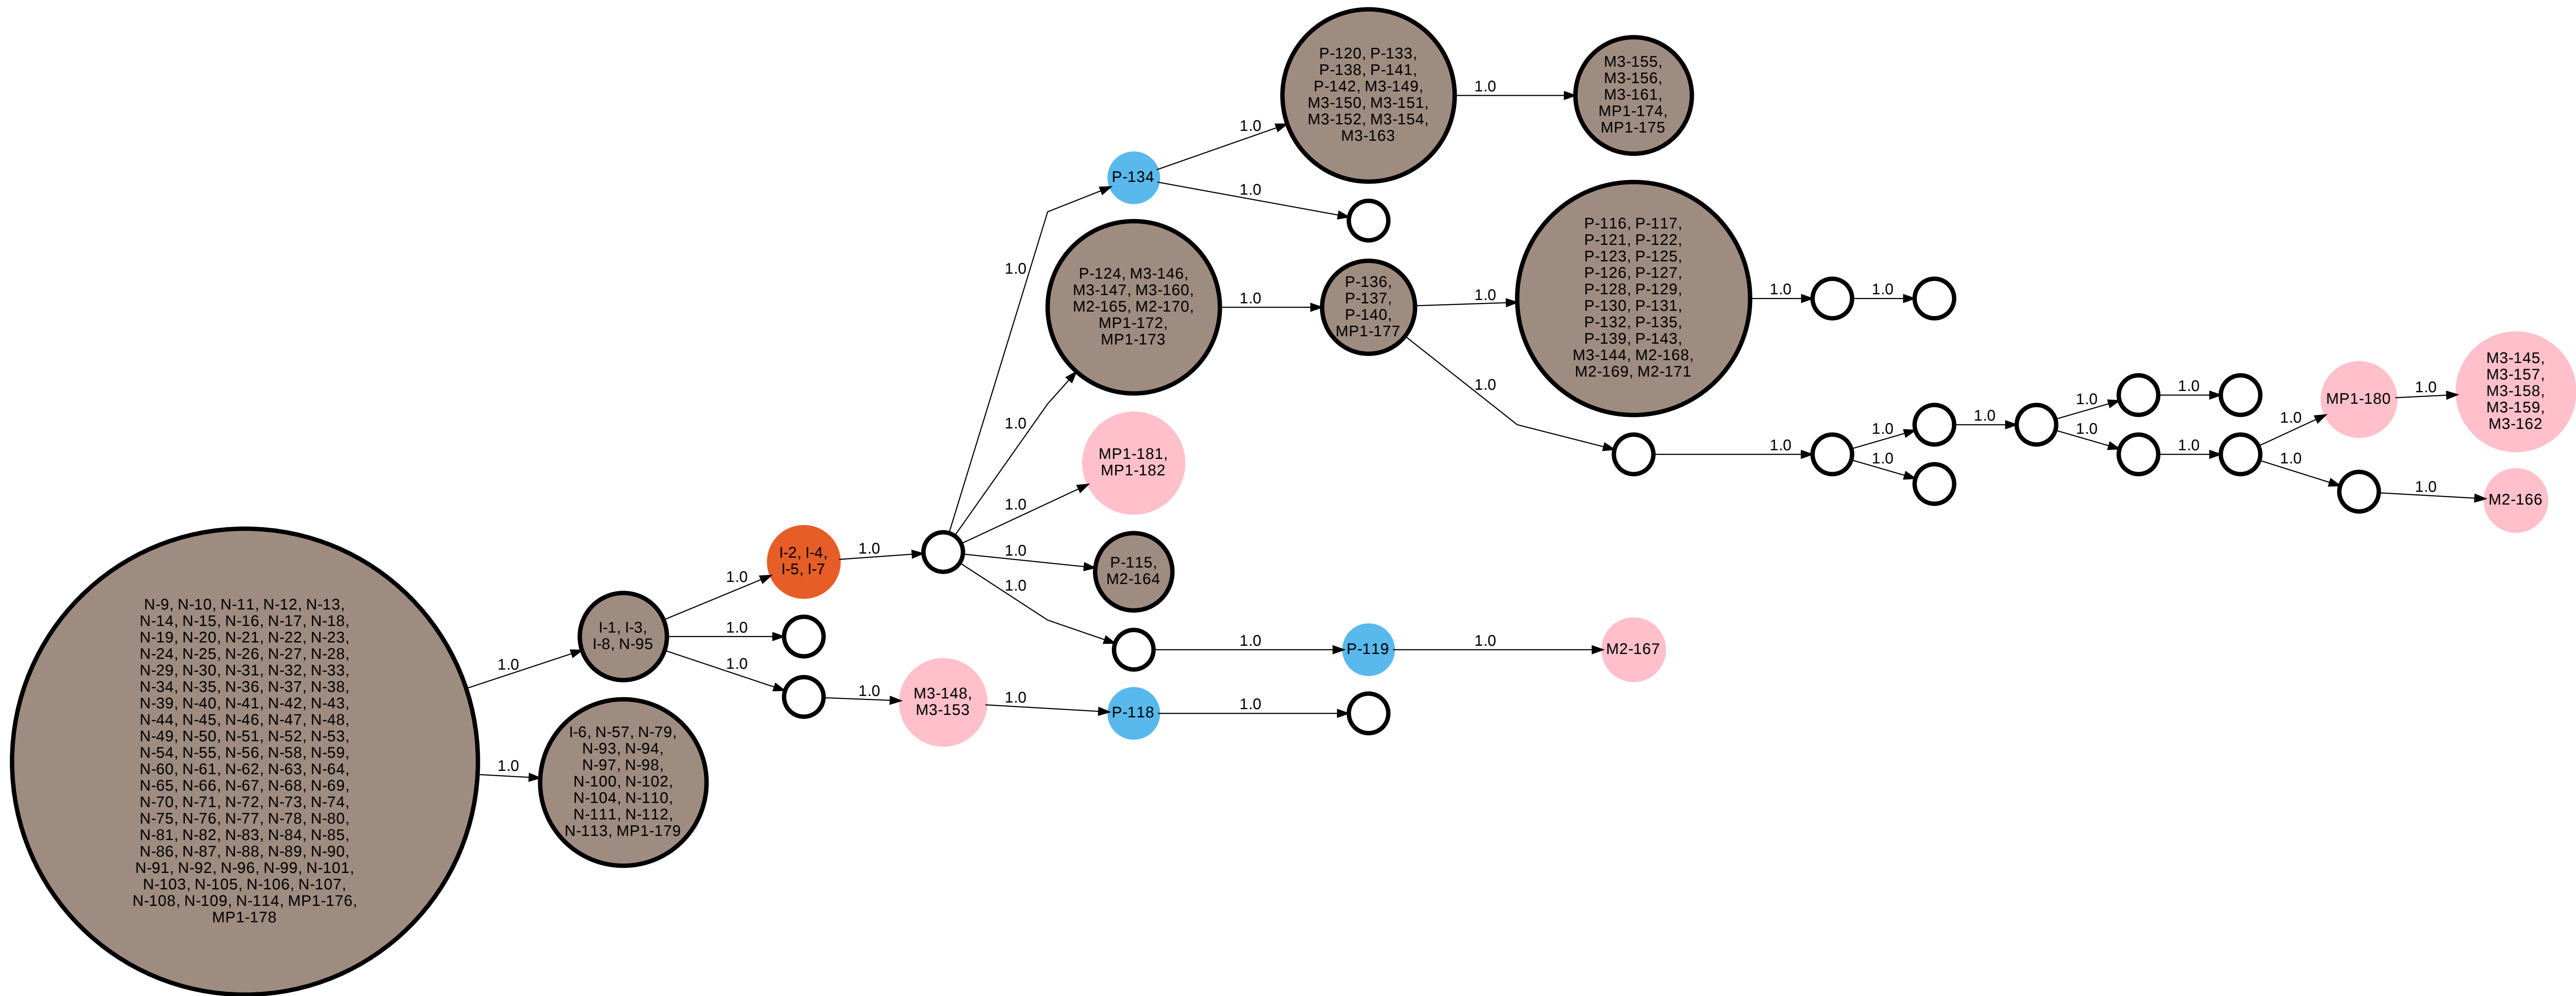 N-9, N-10, N-11, N-12, N-13,
N-14, N-15, N-16, N-17, N-18,
N-19, N-20, N-21, N-22, N-23,
N-24, N-25, N-26, N-27, N-28,
N-29, N-30, N-31, N-32, N-33,
N-34, N-35, N-36, N-37, N-38,
N-39, N-40, N-41, N-42, N-43,
N-44, N-45, N-46, N-47, N-48,
N-49, N-50, N-51, N-52, N-53,
N-54, N-55, N-56, N-58, N-59,
N-60, N-61, N-62, N-63, N-64,
N-65, N-66, N-67, N-68, N-69,
N-70, N-71, N-72, N-73, N-74,
N-75, N-76, N-77, N-78, N-80,
N-81, N-82, N-83, N-84, N-85,
N-86, N-87, N-88, N-89, N-90,
N-91, N-92, N-96, N-99, N-101,
N-103, N-105, N-106, N-107,
N-108, N-109, N-114, MP1-176,
MP1-178
1.0
1.0
I-1, I-3,
I-8, N-95
I-6, N-57, N-79,
N-93, N-94,
N-97, N-98,
N-100, N-102,
N-104, N-110,
N-111, N-112,
N-113, MP1-179
1.0
1.0
1.0
I-2, I-4,
I-5, I-7
1.0
1.0
M3-148,
M3-153
1.0
1.0
1.0
1.0
1.0
1.0
P-134
P-124, M3-146,
M3-147, M3-160,
M2-165, M2-170,
MP1-172,
MP1-173
MP1-181,
MP1-182
P-115,
M2-164
P-118
1.0
1.0
1.0
1.0
1.0
P-120, P-133,
P-138, P-141,
P-142, M3-149,
M3-150, M3-151,
M3-152, M3-154,
M3-163
P-136,
P-137,
P-140,
MP1-177
P-119
1.0
1.0
1.0
1.0
M3-155,
M3-156,
M3-161,
MP1-174,
MP1-175
P-116, P-117,
P-121, P-122,
P-123, P-125,
P-126, P-127,
P-128, P-129,
P-130, P-131,
P-132, P-135,
P-139, P-143,
M3-144, M2-168,
M2-169, M2-171
M2-167
1.0
1.0
1.0
1.0
1.0
1.0
1.0
1.0
1.0
1.0
1.0
1.0
MP1-180
1.0
1.0
M3-145,
M3-157,
M3-158,
M3-159,
M3-162
M2-166